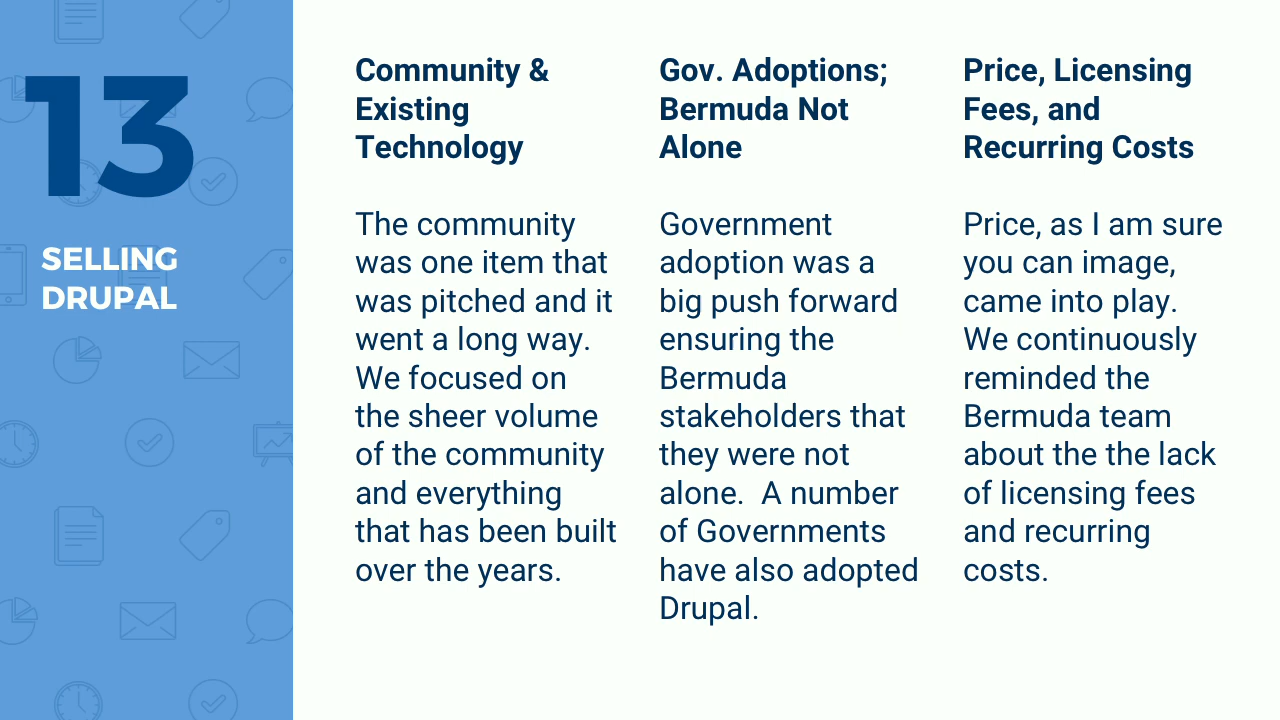 13
SELLING
DRUPAL
Community &
Existing
Technology
The community
was one item that
was pitched and it
went a long way.
We focused on
the sheer volume
of the community
and everything
that has been built
over the years.
Gov. Adoptions;
Bermuda Not
Alone
Government
adoption was a
big push forward
ensuring the
Bermuda
stakeholders that
they were not
alone.  A number
of Governments
have also adopted
Drupal.
Price, Licensing
Fees, and
Recurring Costs
Price, as I am sure
you can image,
came into play.
We continuously
reminded the
Bermuda team
about the the lack
of licensing fees
and recurring
costs.